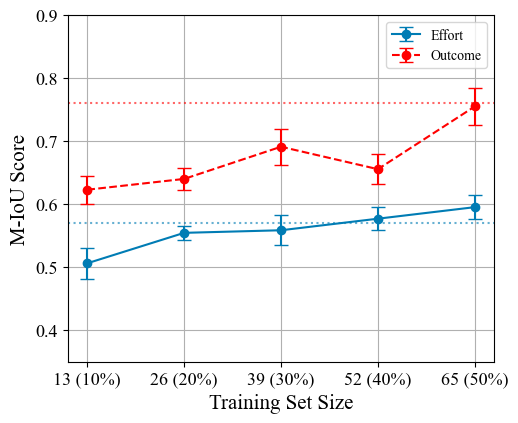 0.9
0.8
0.7
0.6
0.5
0.4
M-IoU Score
Effort
Outcome
13 (10%) 26 (20%) 39 (30%) 52 (40%) 65 (50%)
Training Set Size